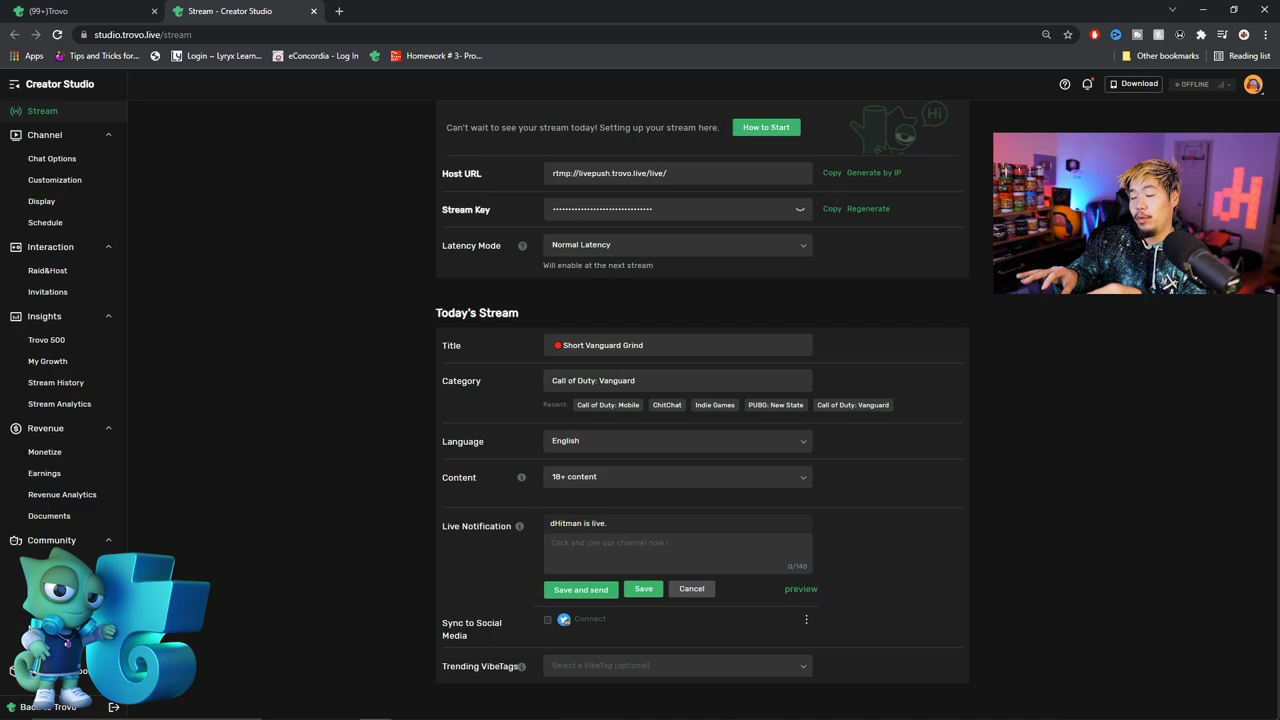 (99+)Trovo
Stream - Creator Studio
studio.trovo.live/stream
Apps
Tips and Tricks for...
Login – Lyryx Learn...
eConcordia - Log In
Homework # 3- Pro...
Other bookmarks
Reading list
Creator Studio
Download
OFFLINE
Stream
Channel
Chat Options
Customization
Display
Schedule
Interaction
Raid&Host
Invitations
Insights
Trovo 500
My Growth
Stream History
Stream Analytics
Revenue
Monetize
Earnings
Revenue Analytics
Documents
Community
Can't wait to see your stream today! Setting up your stream here.
How to Start
Hi
Host URL
rtmp://livepush.trovo.live/live/
Copy Generate by IP
Stream Key
Copy Regenerate
Latency Mode
Normal Latency
Will enable at the next stream
Today's Stream
Title
Short Vanguard Grind
Category
Call of Duty: Vanguard
Recent: Call of Duty: Mobile ChitChat Indie Games PUBG: New State Call of Duty: Vanguard
Language
English
Content
18+ content
Live Notification
dHitman is live.
Click and join our channel now !
0/140
Save and send
Save
Cancel
preview
Sync to Social
Media
Connect
Trending VibeTags
Select a VibeTag (optional)
dH